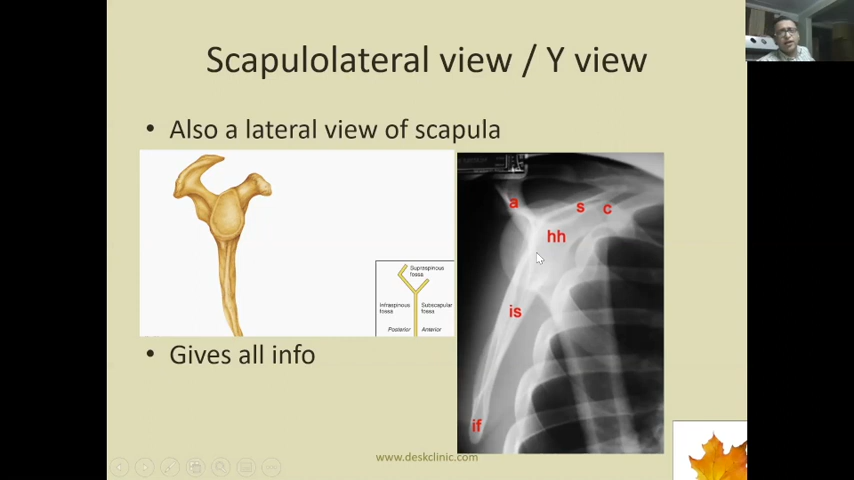 Scapulolateral view / Y view
• Also a lateral view of scapula
Supraspinous
fossa
Infraspinous
fossa
Subscapular
fossa
Posterior
Anterior
a
s
c
hh
is
if
• Gives all info
www.deskclinic.com